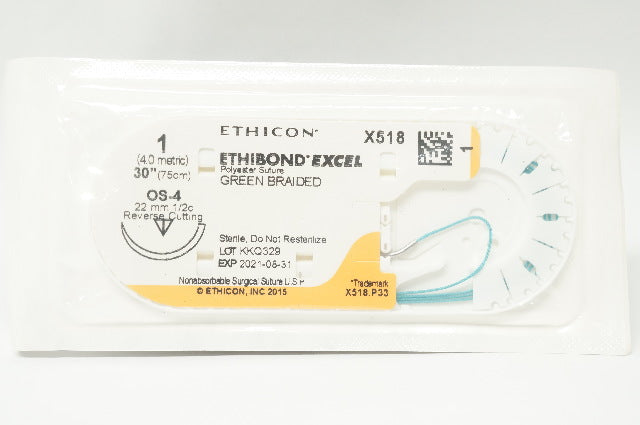 ETHICON*
X518
1
(4.0 metric)
30" (75cm)
OS-4
22 mm 1/2c
Reverse Cutting
ETHIBOND* EXCEL
Polyester Suture
GREEN BRAIDED
1
Sterile, Do Not Resterilize
LOT KKQ329
EXP 2021-08-31
Nonabsorbable Surgical Suture U.S.P.
© ETHICON, INC 2015
*Trademark
X518.P33